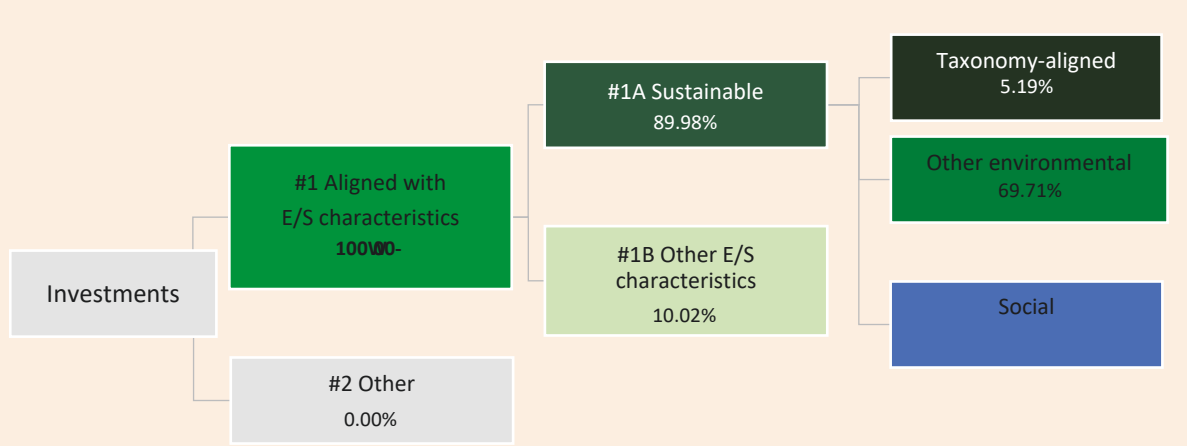 Investments
#1 Aligned with
E/S characteristics
#2 Other
0.00%
#1A Sustainable
89.98%
#1B Other E/S
characteristics
10.02%
Taxonomy-aligned
5.19%
Other environmental
69.71%
Social